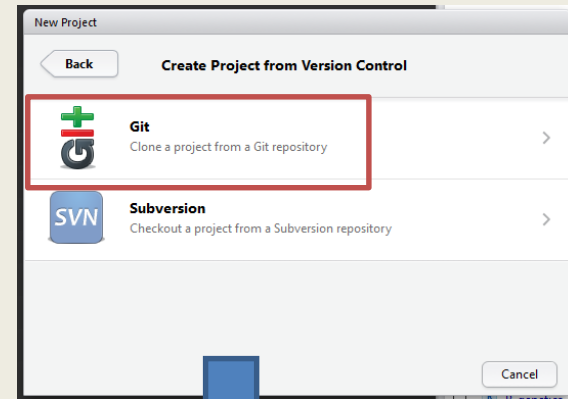 New Project
Back
Create Project from Version Control
Git
Clone a project from a Git repository
SVN
Subversion
Checkout a project from a Subversion repository
Cancel